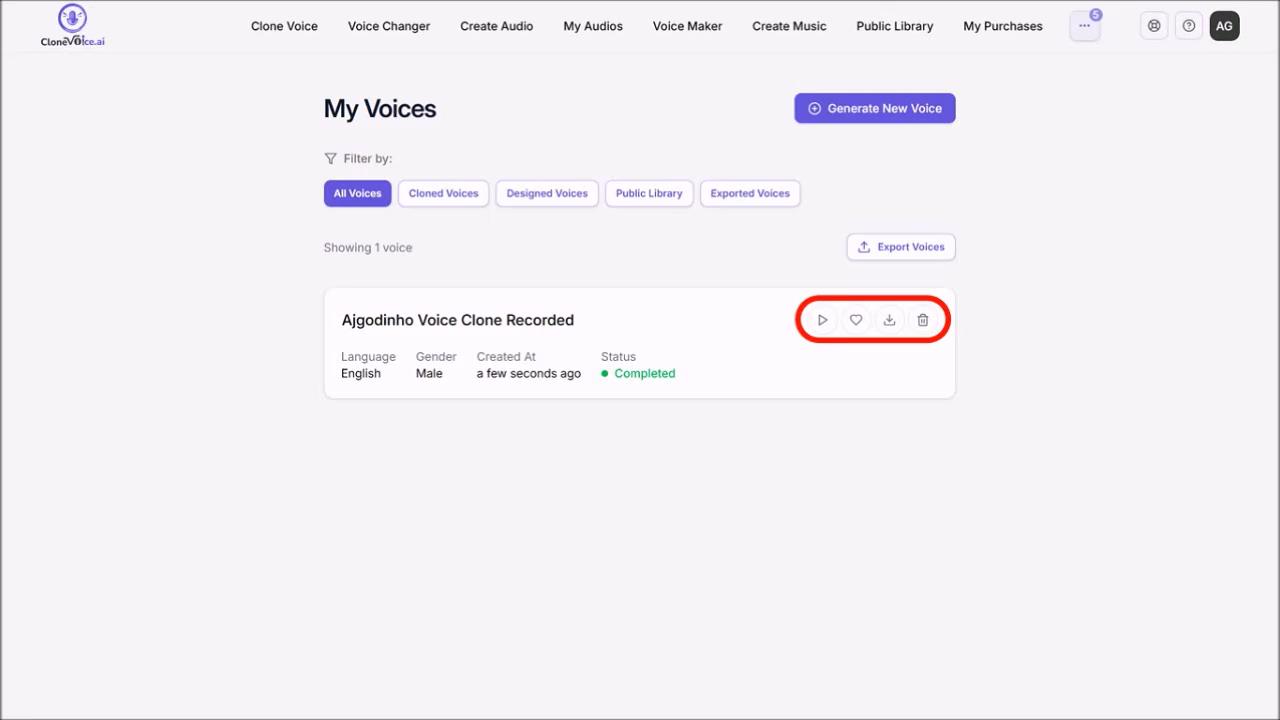 CloneVoice.ai
Clone Voice Voice Changer Create Audio My Audios Voice Maker Create Music Public Library My Purchases ... 5 AG
My Voices
Generate New Voice
Filter by:
All Voices Cloned Voices Designed Voices Public Library Exported Voices
Showing 1 voice
Export Voices
Ajgodinho Voice Clone Recorded
Language Gender Created At Status
English Male a few seconds ago Completed